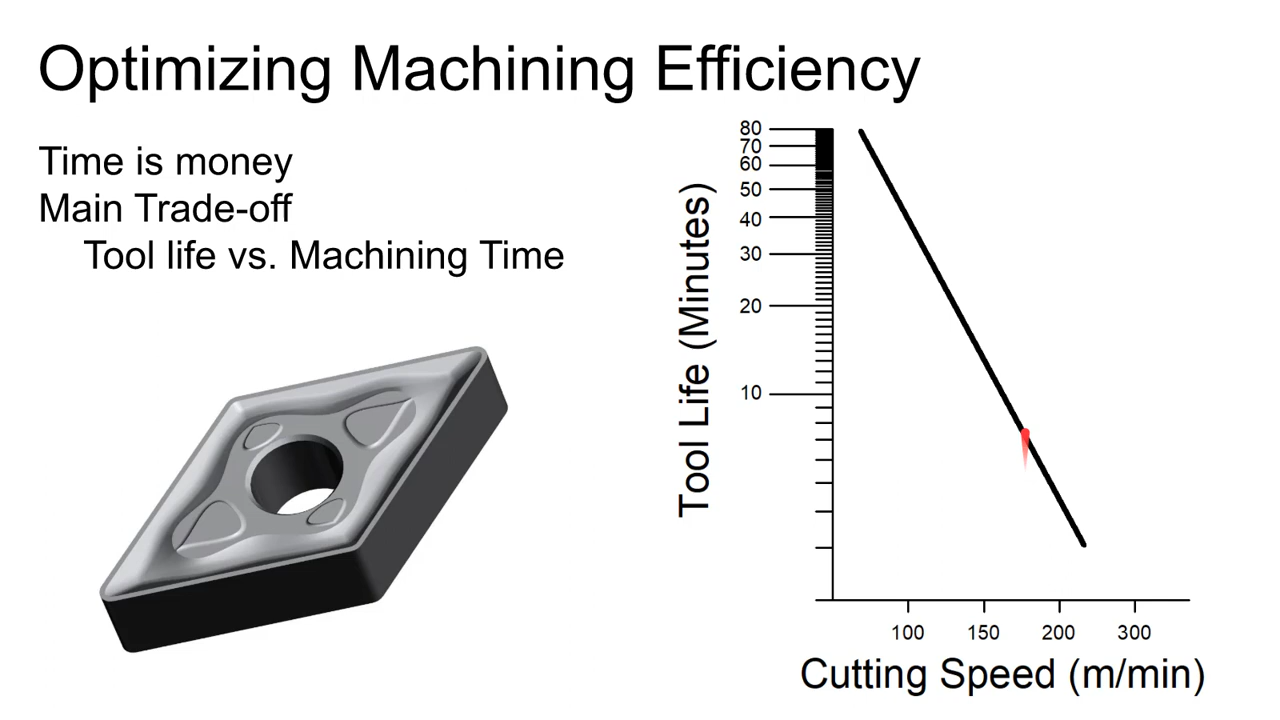 Optimizing Machining Efficiency
Time is money
Main Trade-off
Tool life vs. Machining Time
Tool Life (Minutes)
80
70
60
50
40
30
20
10
100 150 200 300
Cutting Speed (m/min)